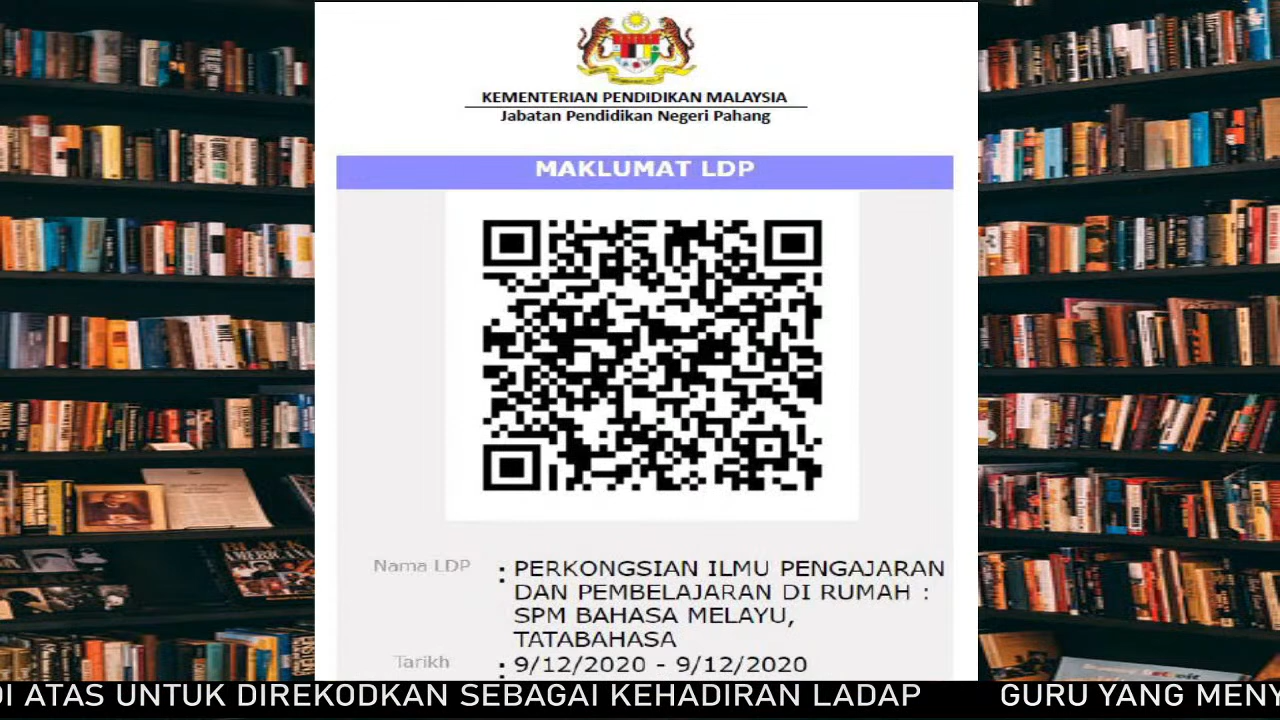 KEMENTERIAN PENDIDIKAN MALAYSIA
Jabatan Pendidikan Negeri Pahang
MAKLUMAT LDP
Nama LDP : PERKONGSIAN ILMU PENGAJARAN
DAN PEMBELAJARAN DI RUMAH :
SPM BAHASA MELAYU,
TATABAHASA
Tarikh : 9/12/2020 - 9/12/2020
DI ATAS UNTUK DIREKODKAN SEBAGAI KEHADIRAN LADAP GURU YANG MENY